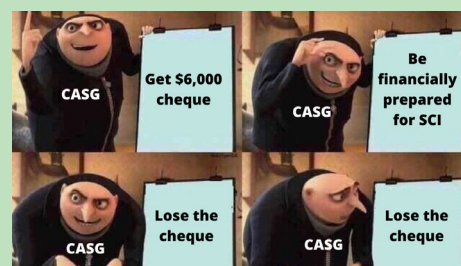 CASG
Get $6,000
cheque
CASG
Be
financially
prepared
for SCI
CASG
Lose the
cheque
CASG
Lose the
cheque